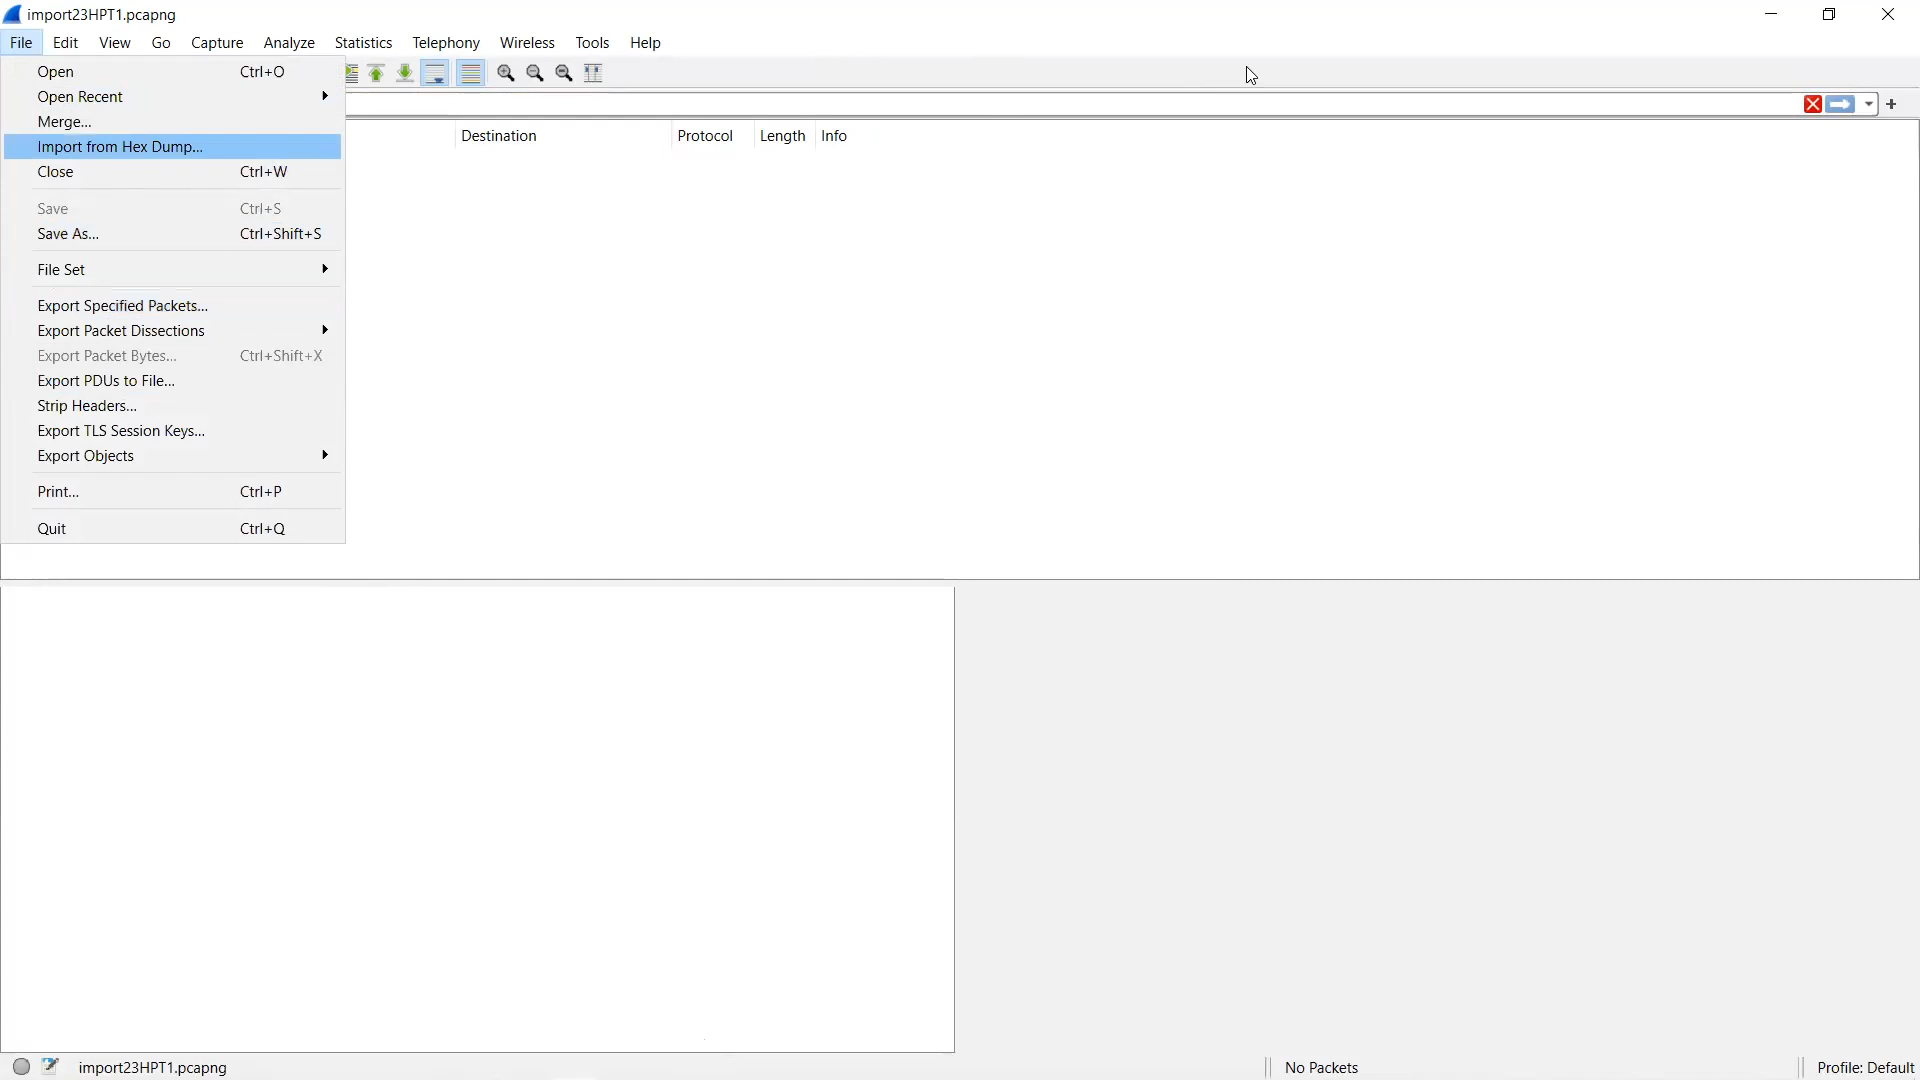 import23HPT1.pcapng
File Edit View Go Capture Analyze Statistics Telephony Wireless Tools Help
Open Ctrl+O
Open Recent
Merge...
Import from Hex Dump...
Close Ctrl+W
Save Ctrl+S
Save As... Ctrl+Shift+S
File Set
Export Specified Packets...
Export Packet Dissections
Export Packet Bytes... Ctrl+Shift+X
Export PDUs to File...
Strip Headers...
Export TLS Session Keys...
Export Objects
Print... Ctrl+P
Quit Ctrl+Q
Destination Protocol Length Info
import23HPT1.pcapng No Packets Profile: Default